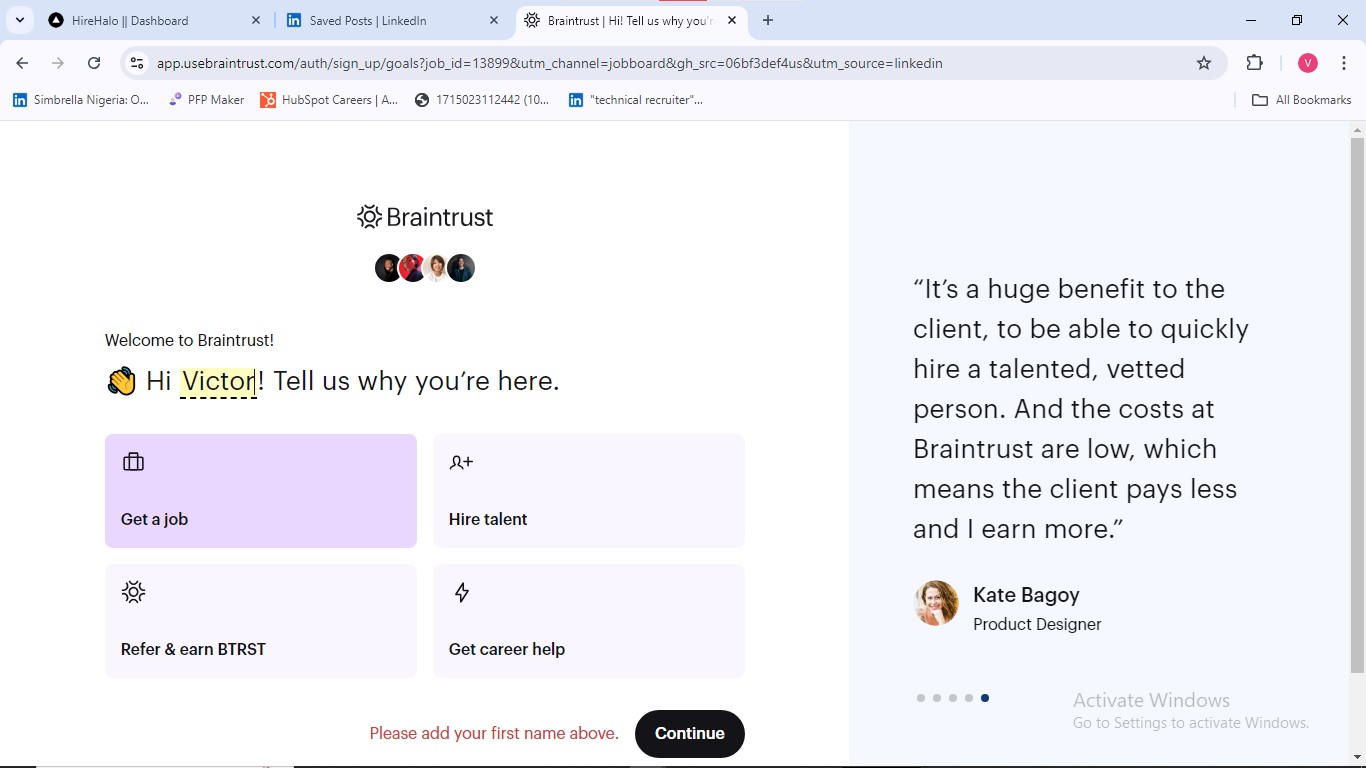 HireHalo || Dashboard
Saved Posts | LinkedIn
Braintrust | Hi! Tell us why you'r
app.usebraintrust.com/auth/sign_up/goals?job_id=13899&utm_channel=jobboard&gh_src=06bf3def4us&utm_source=linkedin
V
Simbrella Nigeria: O...
PFP Maker
HubSpot Careers | A...
1715023112442 (10...
"technical recruiter"...
All Bookmarks
Braintrust
Welcome to Braintrust!
👋 Hi Victor! Tell us why you’re here.
Get a job
Hire talent
Refer & earn BTRST
Get career help
Please add your first name above.
Continue
“It’s a huge benefit to the
client, to be able to quickly
hire a talented, vetted
person. And the costs at
Braintrust are low, which
means the client pays less
and I earn more.”
Kate Bagoy
Product Designer
Activate Windows
Go to Settings to activate Windows.